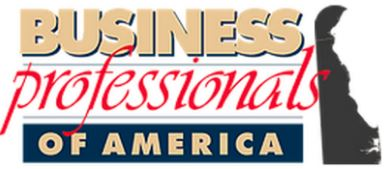 BUSINESS
professionals
OF AMERICA